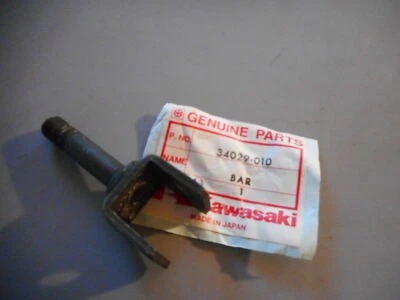 GENUINE PARTS
P. NO. 34029-010
NAME BAR
1
Kawasaki
MADE IN JAPAN